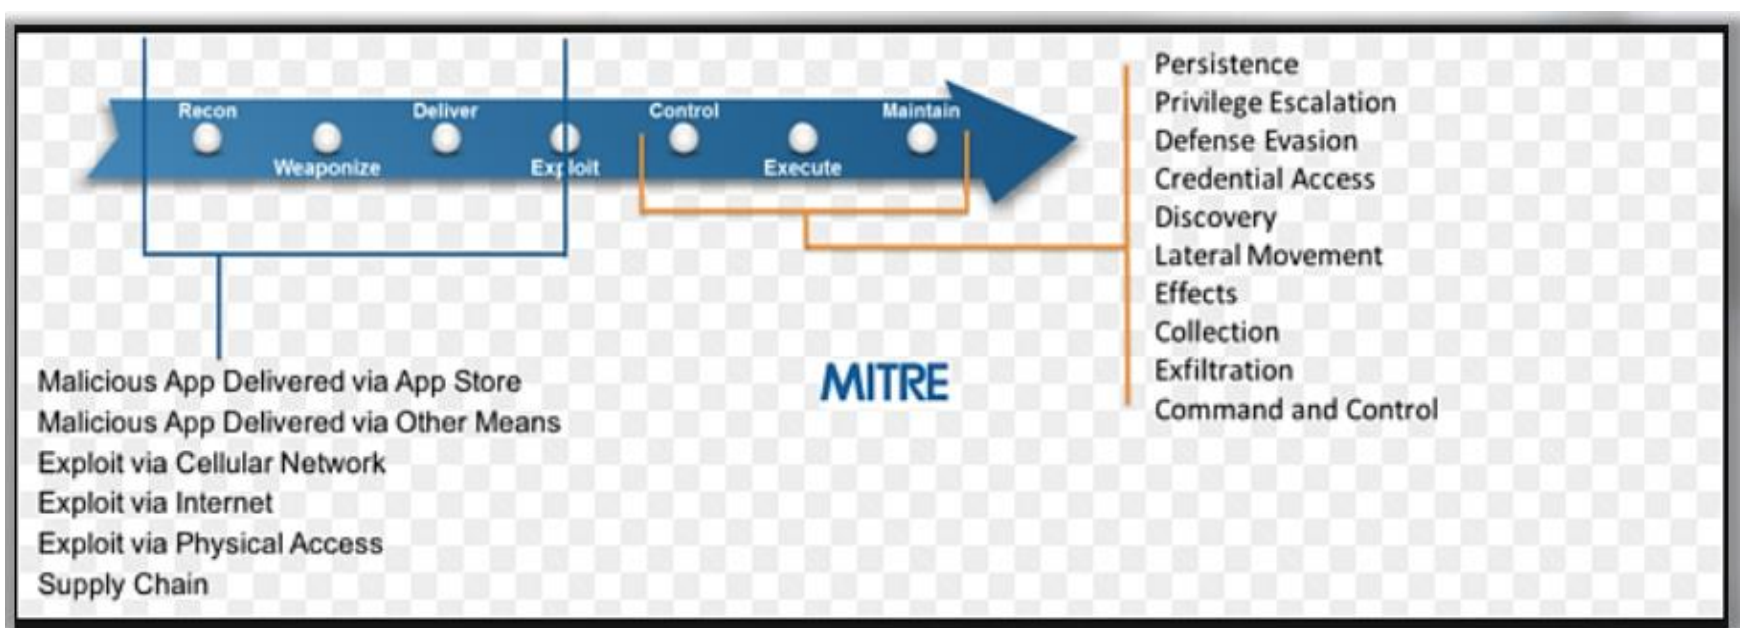 Recon
Deliver
Control
Maintain
Weaponize
Exploit
Execute
Persistence
Privilege Escalation
Defense Evasion
Credential Access
Discovery
Lateral Movement
Effects
Collection
Exfiltration
Command and Control
MITRE
Malicious App Delivered via App Store
Malicious App Delivered via Other Means
Exploit via Cellular Network
Exploit via Internet
Exploit via Physical Access
Supply Chain